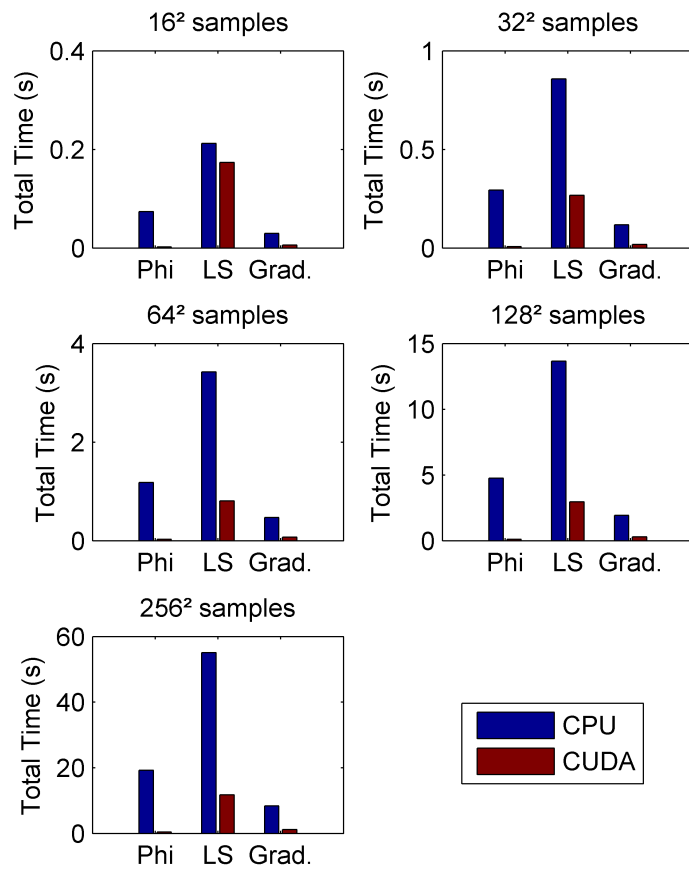 16² samples
Total Time (s)
0.4
0.2
0
Phi LS Grad.
32² samples
Total Time (s)
1
0.5
0
Phi LS Grad.
64² samples
Total Time (s)
4
2
0
Phi LS Grad.
128² samples
Total Time (s)
15
10
5
0
Phi LS Grad.
256² samples
Total Time (s)
60
40
20
0
Phi LS Grad.
CPU
CUDA